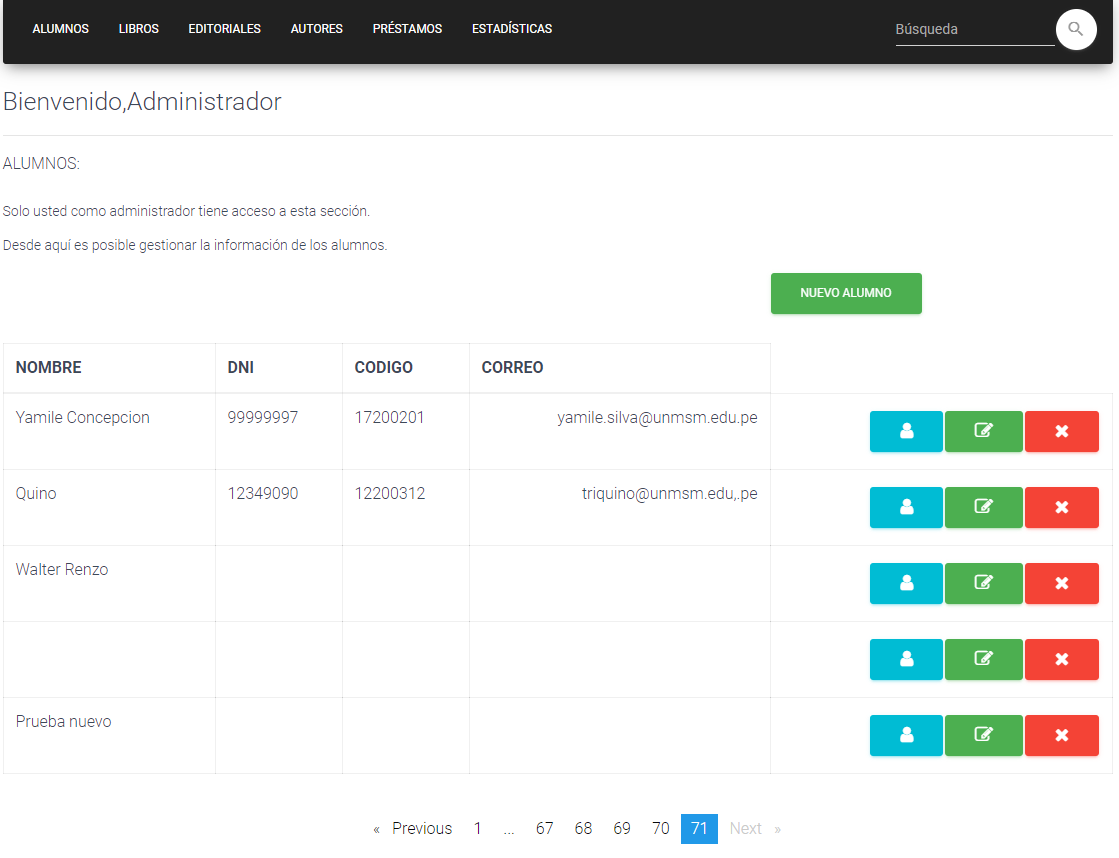 ALUMNOS LIBROS EDITORIALES AUTORES PRÉSTAMOS ESTADÍSTICAS Búsqueda
Bienvenido,Administrador
ALUMNOS:
Solo usted como administrador tiene acceso a esta sección.
Desde aquí es posible gestionar la información de los alumnos.
NUEVO ALUMNO
NOMBRE DNI CODIGO CORREO
Yamile Concepcion 99999997 17200201 yamile.silva@unmsm.edu.pe
Quino 12349090 12200312 triquino@unmsm.edu,.pe
Walter Renzo
Prueba nuevo
« Previous 1 ... 67 68 69 70 71 Next »